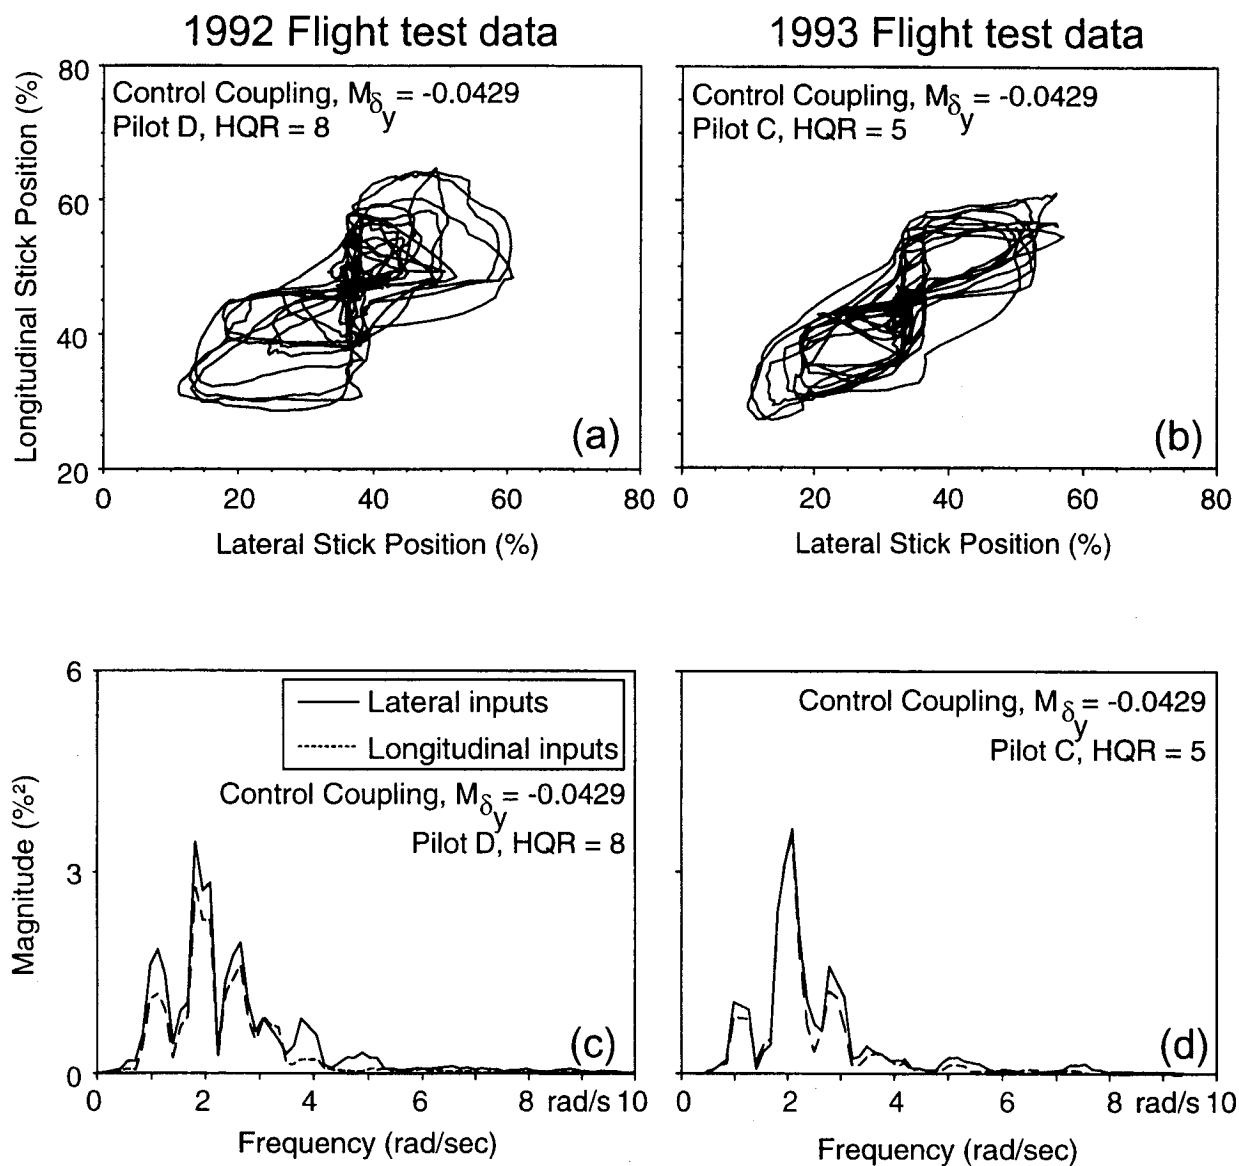 1992 Flight test data
1993 Flight test data
Longitudinal Stick Position (%)
80
60
40
20
Control Coupling, Mδy = -0.0429
Pilot D, HQR = 8
(a)
0 20 40 60 80
Lateral Stick Position (%)
Control Coupling, Mδy = -0.0429
Pilot C, HQR = 5
(b)
0 20 40 60 80
Lateral Stick Position (%)
Magnitude (%²)
6
3
0
Lateral inputs
Longitudinal inputs
Control Coupling, Mδy = -0.0429
Pilot D, HQR = 8
(c)
0 2 4 6 8 rad/s 10
Frequency (rad/sec)
Control Coupling, Mδy = -0.0429
Pilot C, HQR = 5
(d)
0 2 4 6 8 rad/s 10
Frequency (rad/sec)